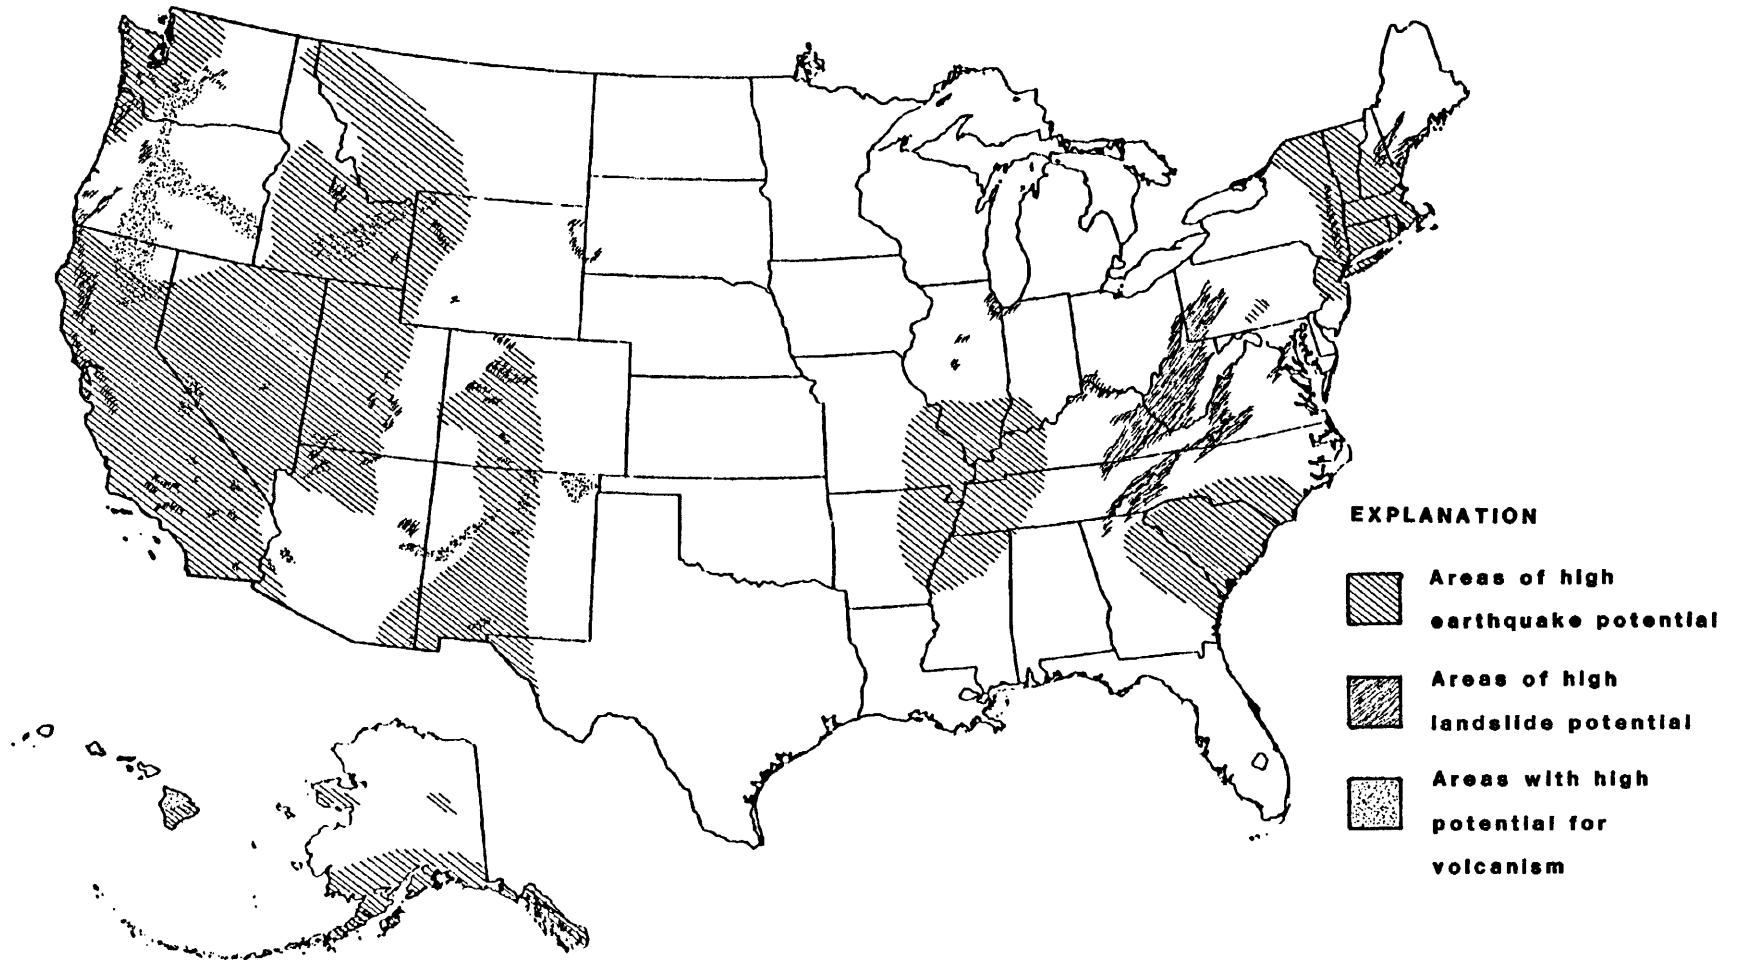 EXPLANATION
Areas of high
earthquake potential
Areas of high
landslide potential
Areas with high
potential for
volcanism